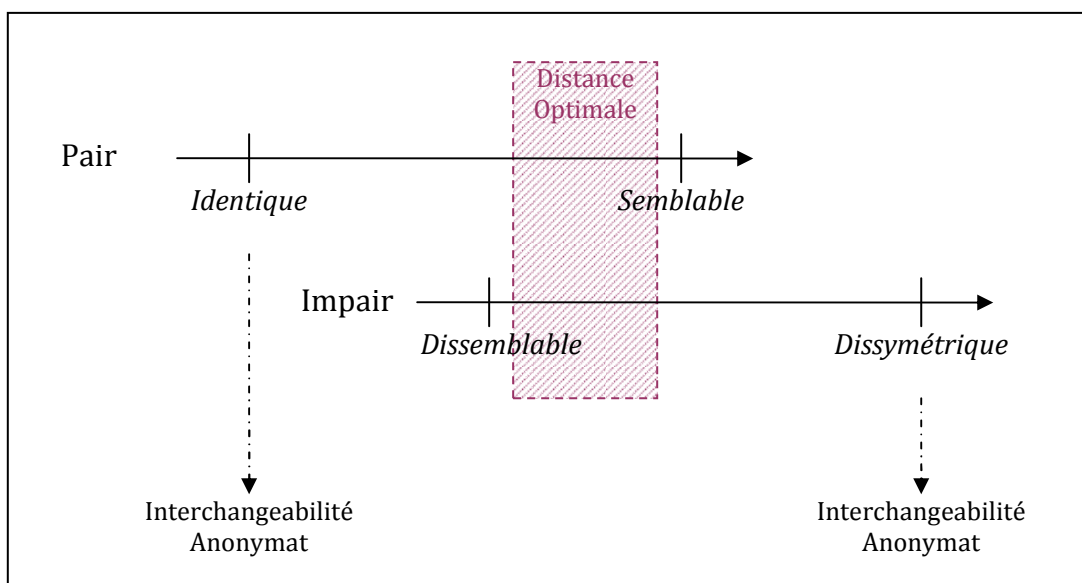 Distance
Optimale
Pair
Identique
Semblable
Impair
Dissemblable
Dissymétrique
Interchangeabilité
Anonymat
Interchangeabilité
Anonymat